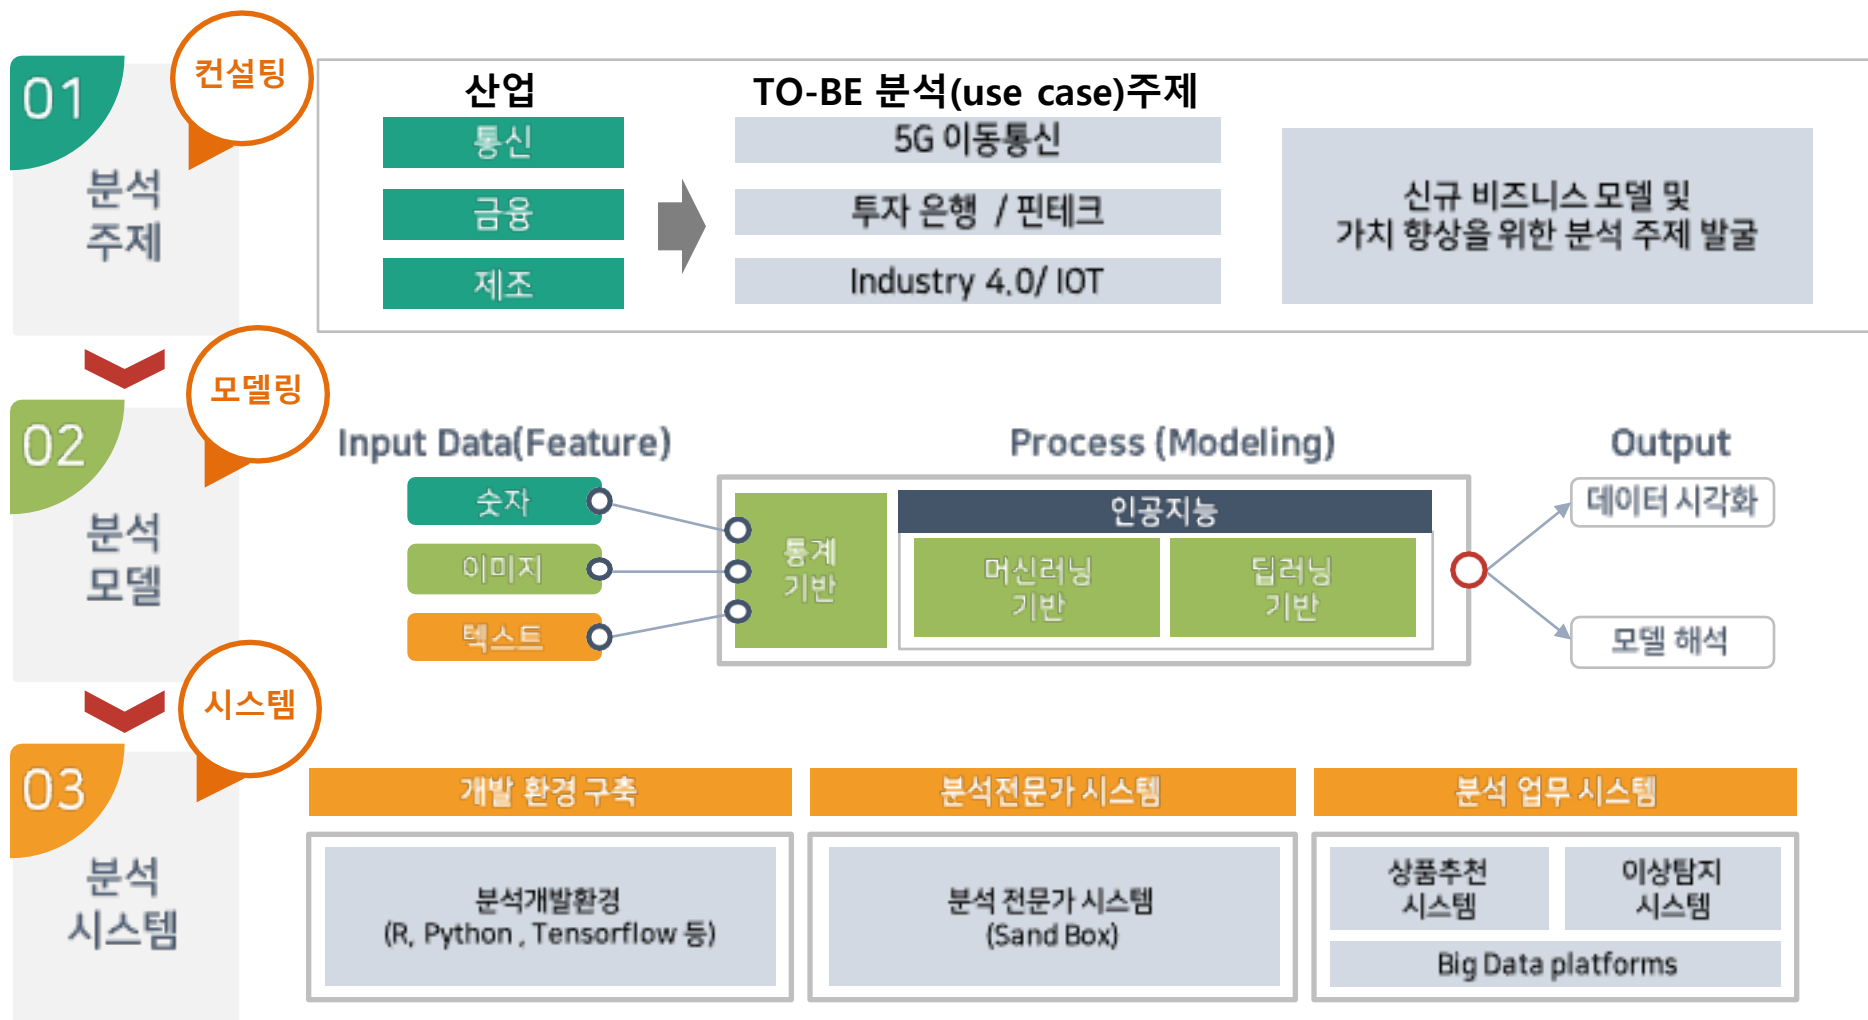 01
컨설팅
분석
주제
산업
TO-BE 분석(use case)주제
통신
5G 이동통신
금융
투자 은행 / 핀테크
제조
Industry 4.0/ IOT
신규 비즈니스 모델 및
가치 향상을 위한 분석 주제 발굴
02
모델링
분석
모델
Input Data(Feature)
Process (Modeling)
Output
숫자
이미지
텍스트
통계
기반
인공지능
머신러닝
기반
딥러닝
기반
데이터 시각화
모델 해석
03
시스템
분석
시스템
개발 환경 구축
분석전문가 시스템
분석 업무 시스템
분석개발환경
(R, Python , Tensorflow 등)
분석 전문가 시스템
(Sand Box)
상품추천
시스템
이상탐지
시스템
Big Data platforms